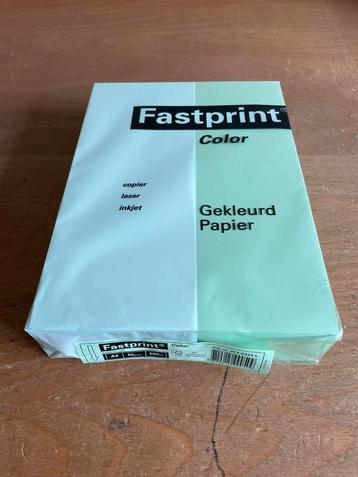 Fastprint®
Color
copier
laser
inkjet
Gekleurd
Papier
Fastprint®
Color
A4